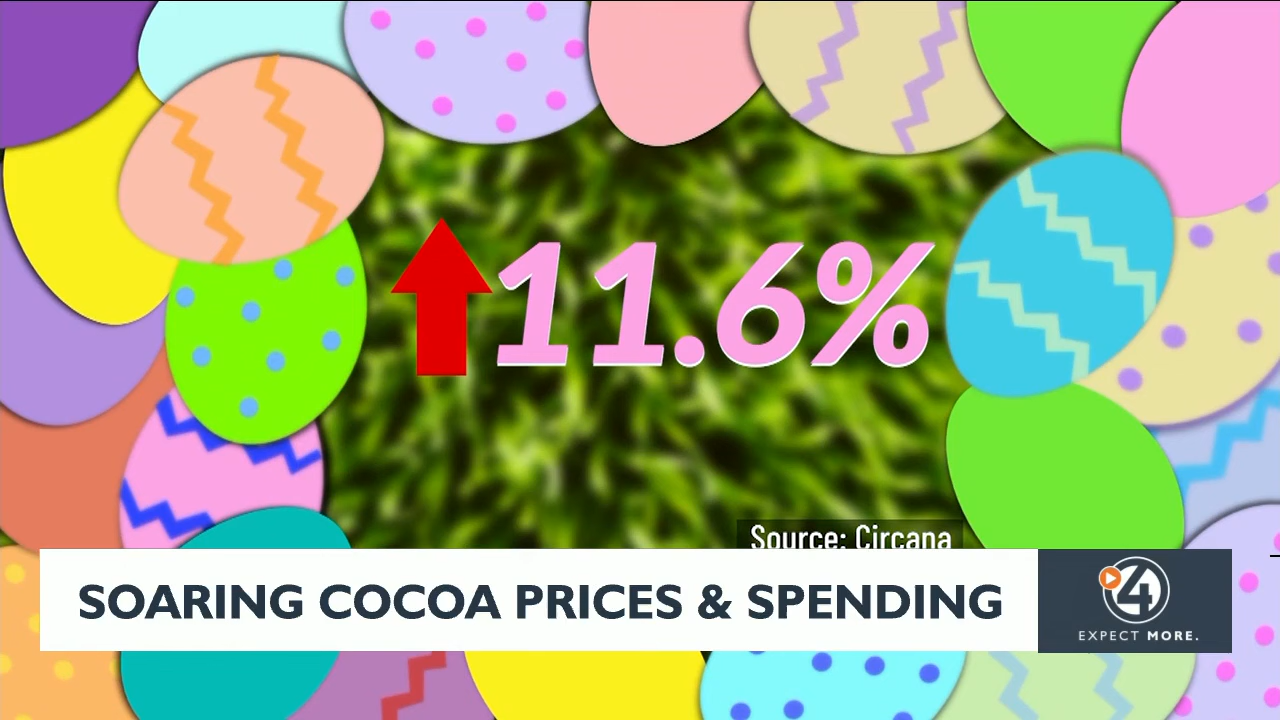 11.6%
Source: Circana
SOARING COCOA PRICES & SPENDING
4
EXPECT MORE.